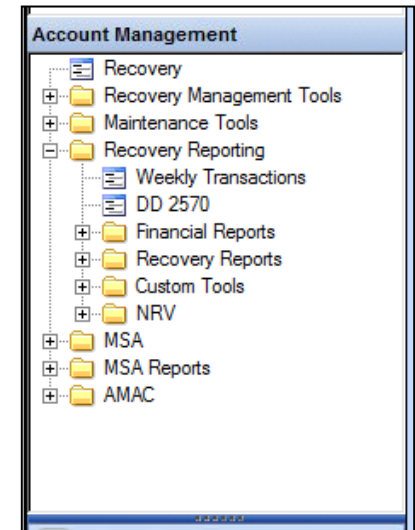 Account Management
Recovery
Recovery Management Tools
Maintenance Tools
Recovery Reporting
Weekly Transactions
DD 2570
Financial Reports
Recovery Reports
Custom Tools
NRV
MSA
MSA Reports
AMAC